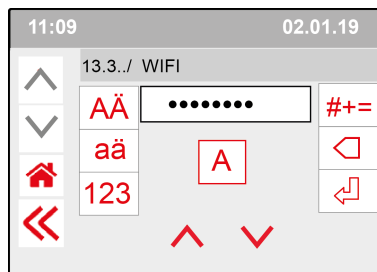 11:09 02.01.19
13.3../ WIFI
AÄ •••••••• #+=
aä A
123